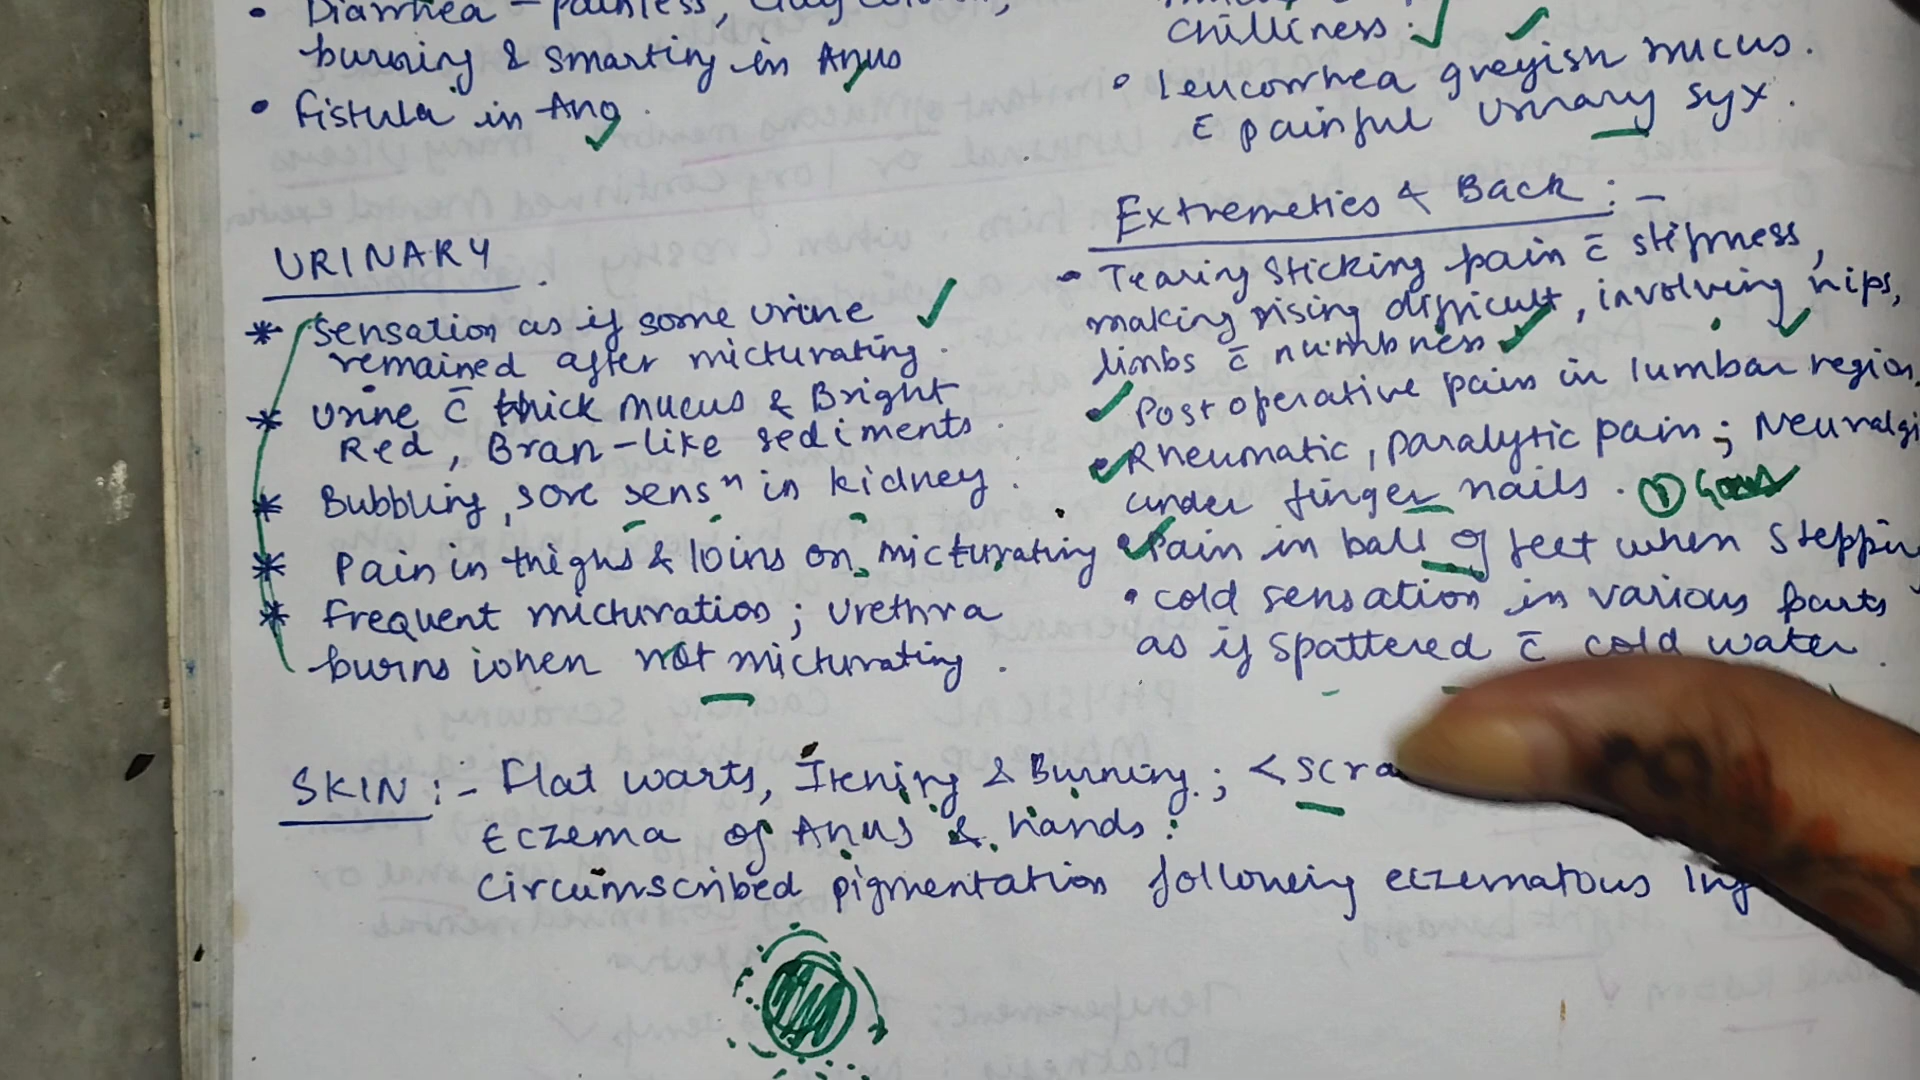 Diarrhea - painless, clay colored,
burning & smarting in Anus
• Fistula in Ano.
URINARY
* Sensation as if some urine
remained after micturating.
* Urine c̄ thick mucus & Bright
Red, Bran-like sediments.
* Bubbling, sore sensⁿ in kidney.
* Pain in thighs & loins on micturating
* Frequent micturation; urethra
burns when not micturating.
chilliness.
• Leucorrhea greyish mucus.
c̄ painful urinary syx.
Extremeties & Back :-
• Tearing sticking pain c̄ stiffness,
making rising difficult, involving hips,
limbs c̄ numbness
• Post operative pain in lumbar region.
• Rheumatic, paralytic pain; Neuralgi
under finger nails.
• Pain in ball of feet when steppin
• cold sensation in various parts
as if spattered c̄ cold water.
SKIN :- Flat warts, Itching & Burning; < scra
Eczema of Anus & hands.
Circumscribed pigmentation following eczematous Inf